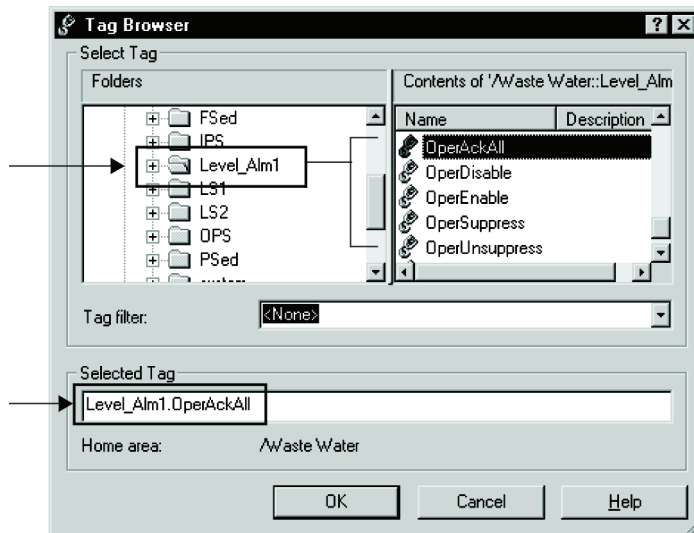 Tag Browser
Select Tag
Folders
Contents of '/Waste Water::Level_Alm
FSed
IPS
Level_Alm1
LS1
LS2
OPS
PSed
system
Name Description
OperAckAll
OperDisable
OperEnable
OperSuppress
OperUnsuppress
Tag filter: <None>
Selected Tag
Level_Alm1.OperAckAll
Home area: /Waste Water
OK Cancel Help